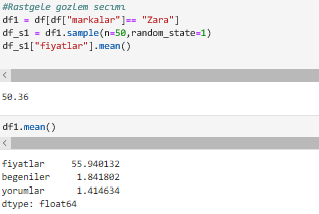 #Rastgele gozlem secımı
df1 = df[df["markalar"]== "Zara"]
df_s1 = df1.sample(n=50,random_state=1)
df_s1["fiyatlar"].mean()
50.36
df1.mean()
fiyatlar 55.940132
begeniler 1.841802
yorumlar 1.414634
dtype: float64